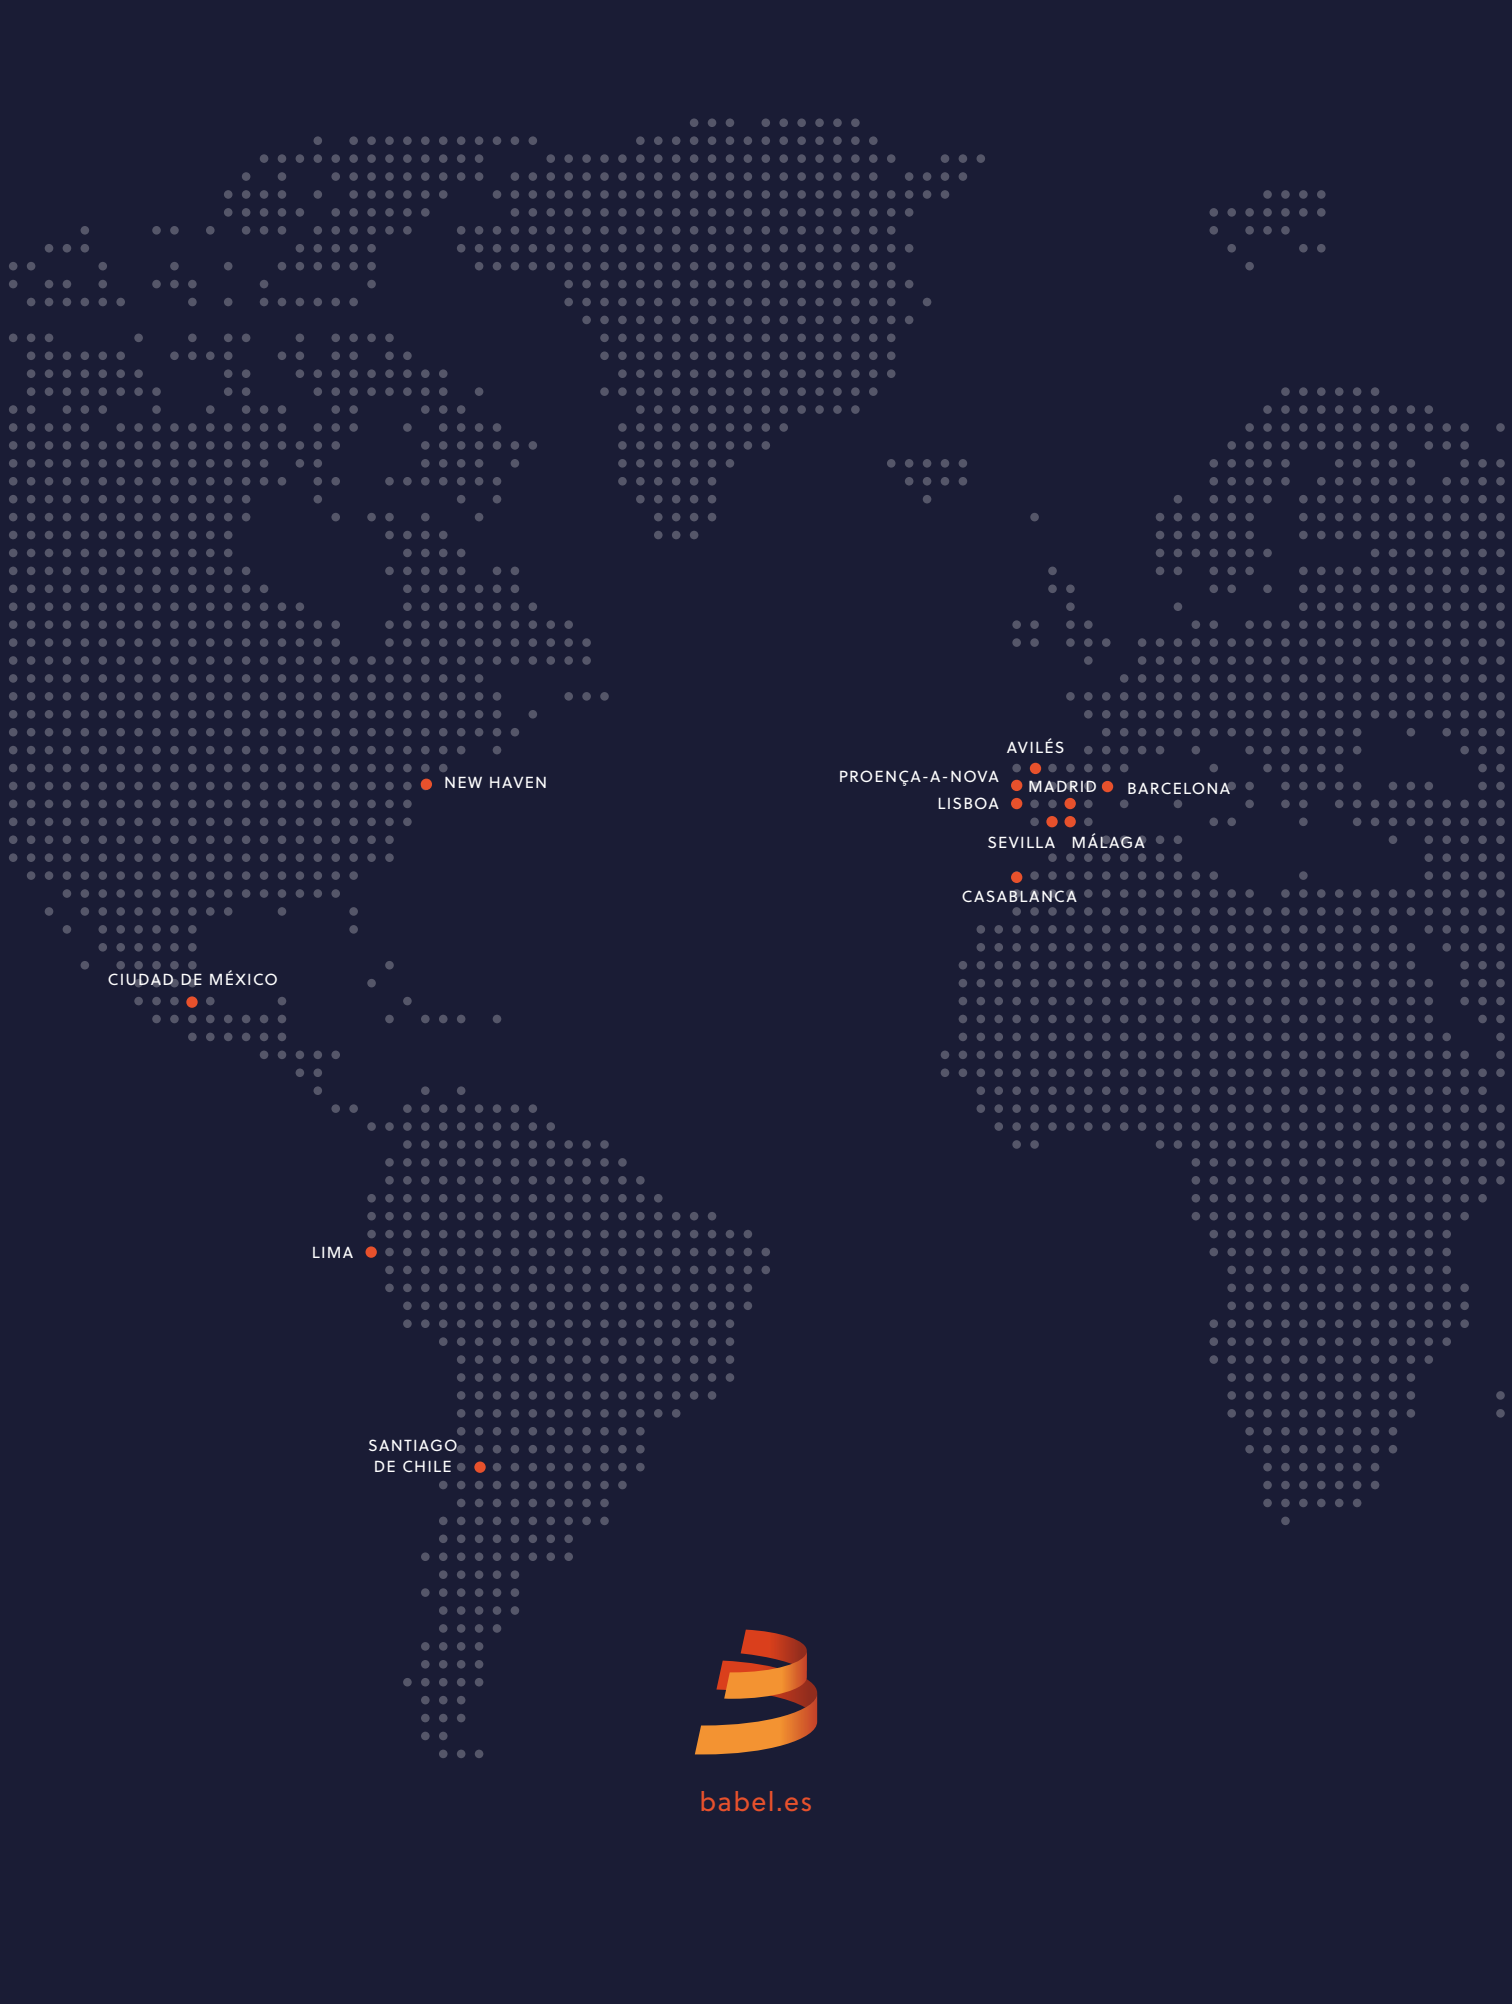 AVILÉS
PROENÇA-A-NOVA
MADRID
BARCELONA
NEW HAVEN
LISBOA
SEVILLA
MÁLAGA
CASABLANCA
CIUDAD DE MÉXICO
LIMA
SANTIAGO
DE CHILE
babel.es